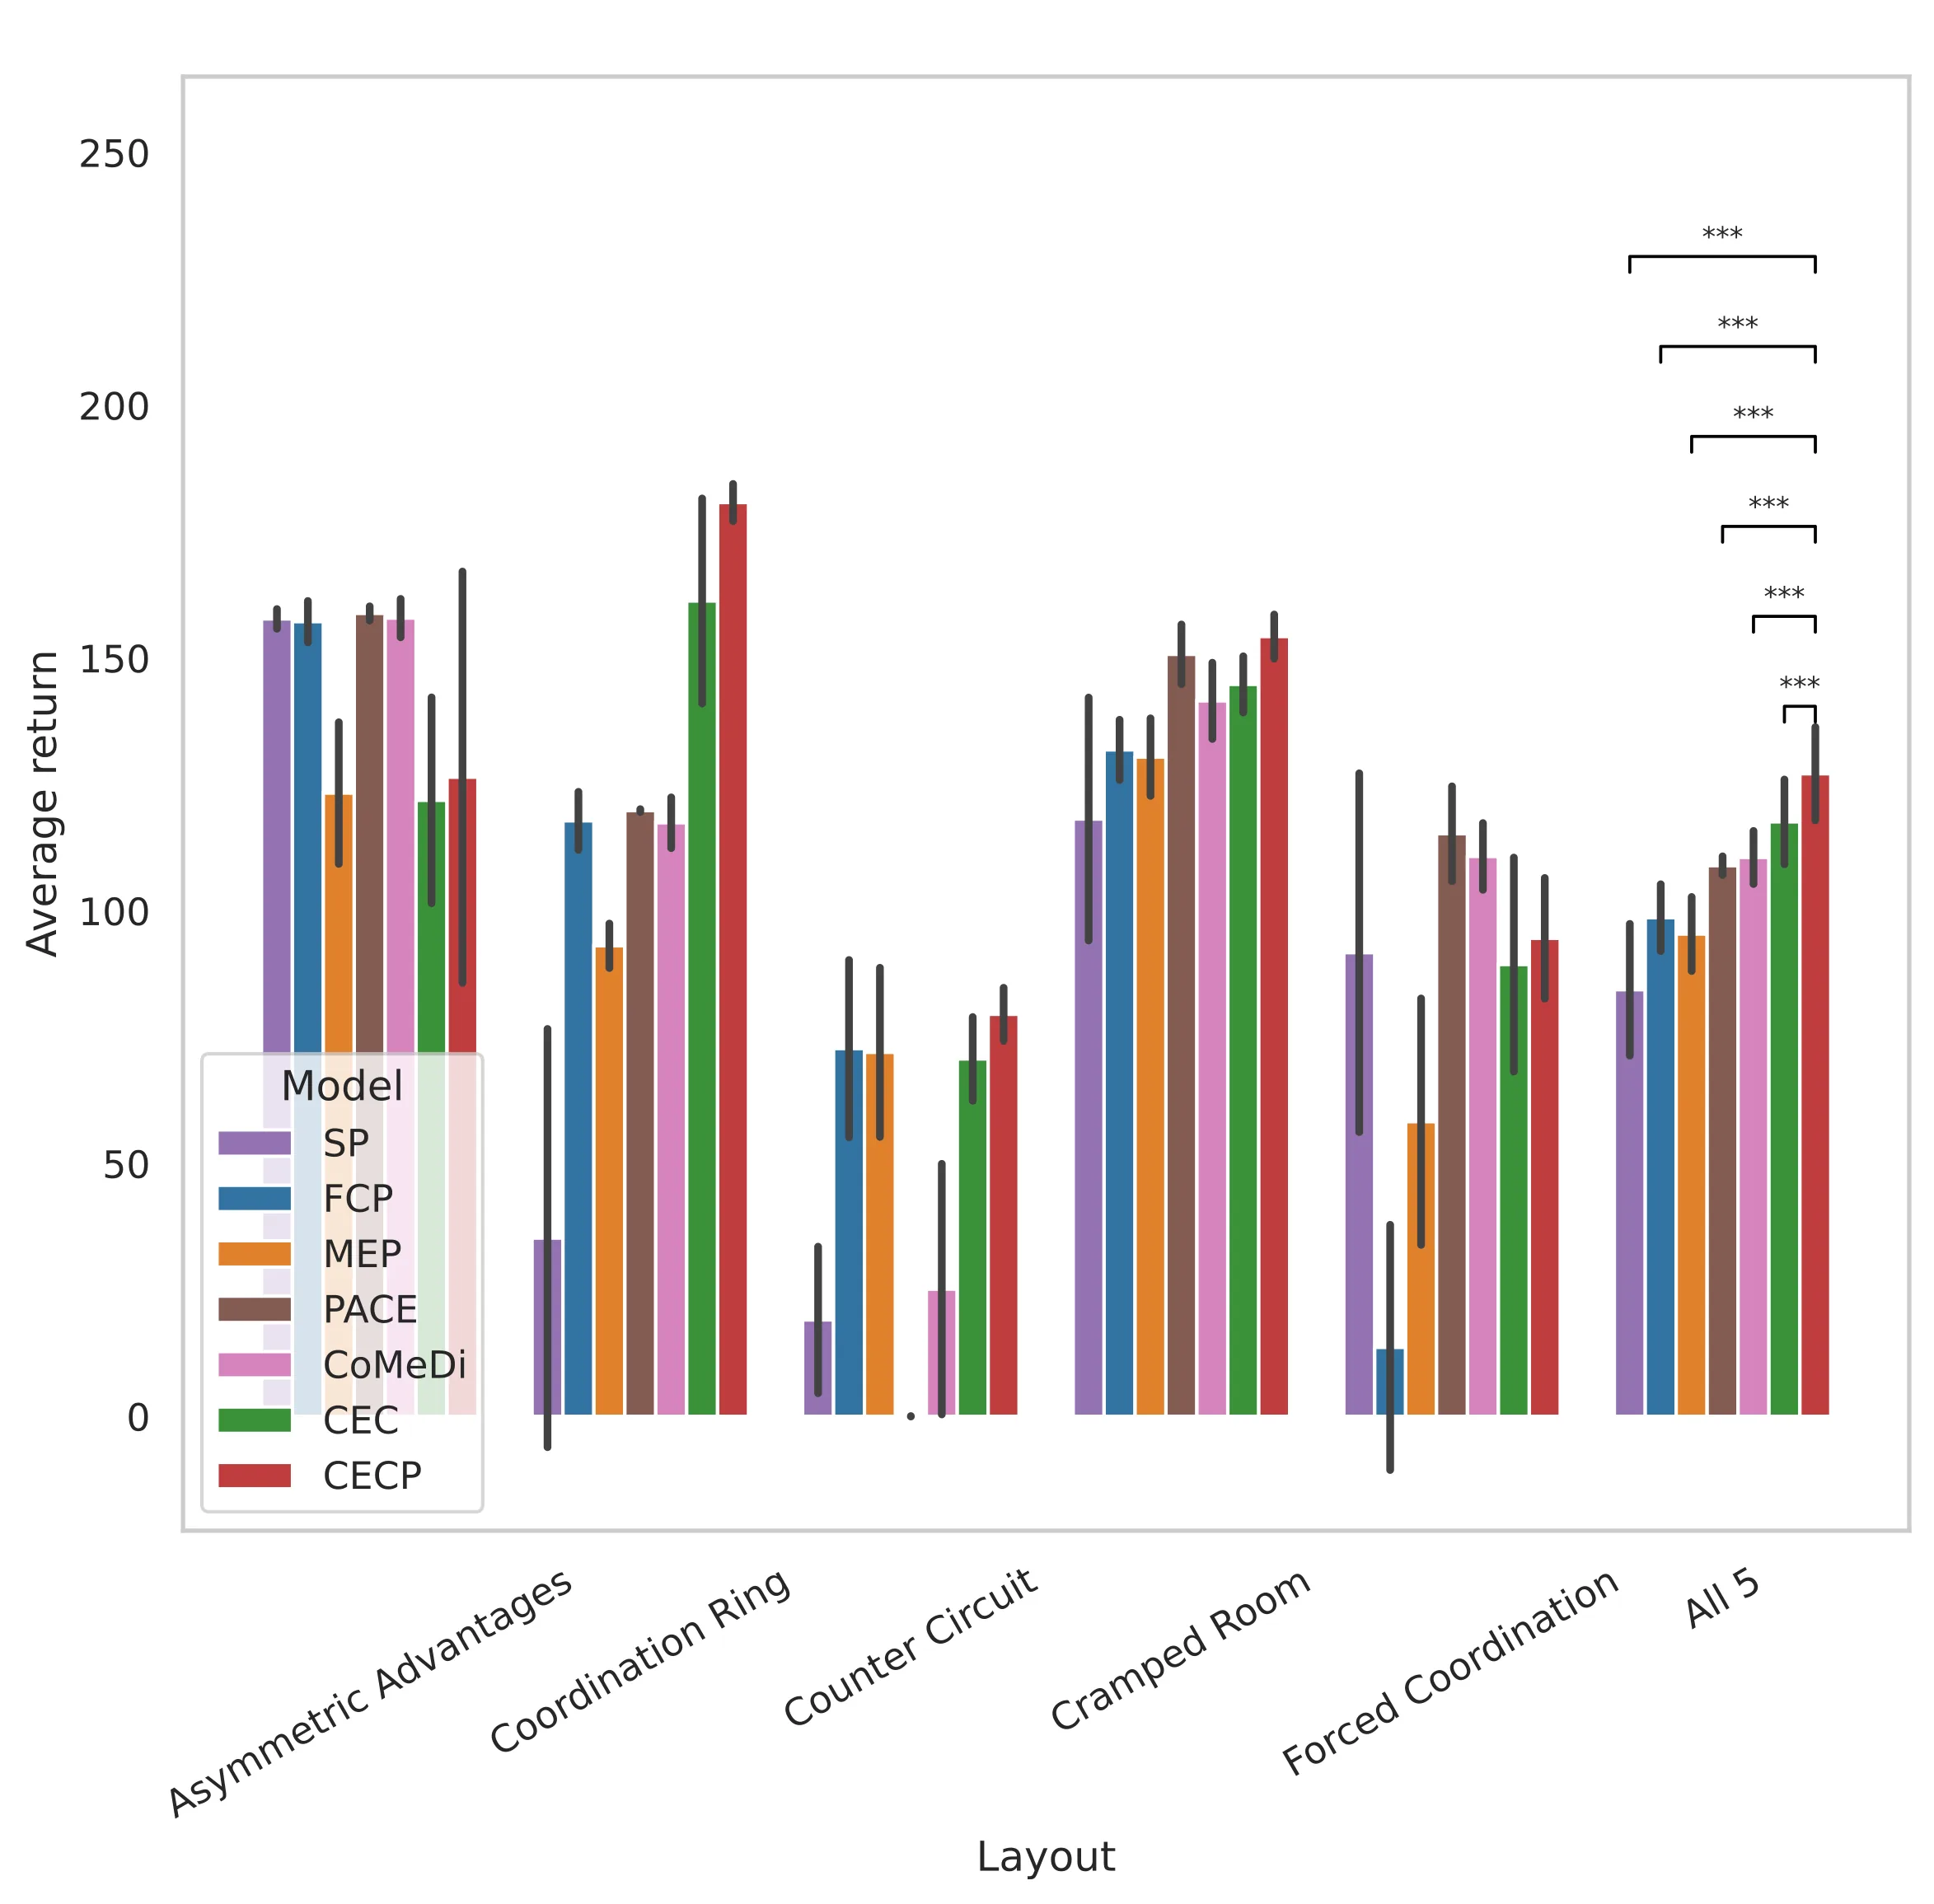 250
200
150
100
50
0
Average return
***
***
***
***
***
***
Model
SP
FCP
MEP
PACE
CoMeDi
CEC
CECP
Asymmetric Advantages
Coordination Ring
Counter Circuit
Cramped Room
Forced Coordination
All 5
Layout